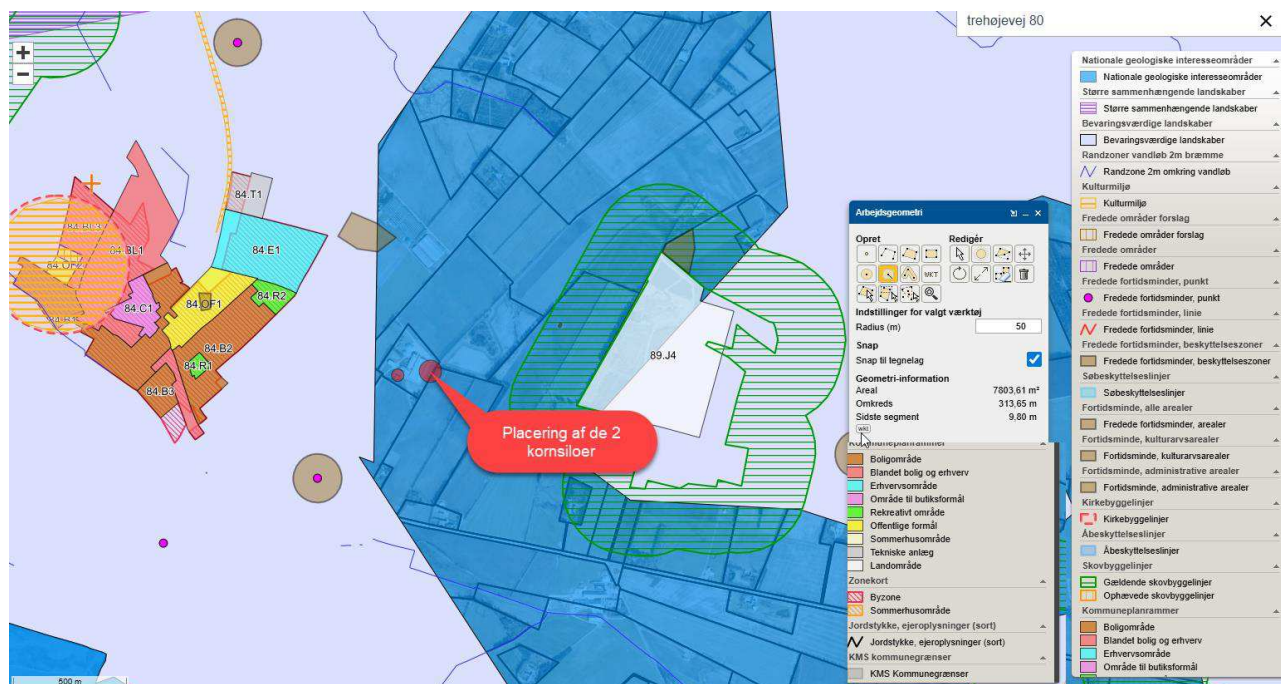 trehøjevej 80
+
−
84.T1
84.E1
84.BL1
84.R2
84.C1
84.OF1
84.B2
84.R1
84.B3
89.J4
Placering af de 2
kornsiloer
500 m
Arbejdsgeometri
Opret Redigér
WKT
Indstillinger for valgt værktøj
Radius (m) 50
Snap
Snap til tegnelag
Geometri-information
Areal 7803,61 m²
Omkreds 313,65 m
Sidste segment 9,80 m
wkt
Kommuneplanrammer
Boligområde
Blandet bolig og erhverv
Erhvervsområde
Område til butiksformål
Rekreativt område
Offentlige formål
Sommerhusområde
Tekniske anlæg
Landområde
Zonekort
Byzone
Sommerhusområde
Jordstykke, ejeroplysninger (sort)
Jordstykke, ejeroplysninger (sort)
KMS kommunegrænser
KMS Kommunegrænser
Nationale geologiske interesseområder
Nationale geologiske interesseområder
Større sammenhængende landskaber
Større sammenhængende landskaber
Bevaringsværdige landskaber
Bevaringsværdige landskaber
Randzoner vandløb 2m bræmme
Randzone 2m omkring vandløb
Kulturmiljø
Kulturmiljø
Fredede områder forslag
Fredede områder forslag
Fredede områder
Fredede områder
Fredede fortidsminder, punkt
Fredede fortidsminder, punkt
Fredede fortidsminder, linie
Fredede fortidsminder, linie
Fredede fortidsminder, beskyttelseszoner
Fredede fortidsminder, beskyttelseszoner
Søbeskyttelseslinjer
Søbeskyttelseslinjer
Fortidsminde, alle arealer
Fredede fortidsminder, arealer
Fortidsminde, kulturarvsarealer
Fortidsminder, kulturarvsarealer
Fortidsminde, administrative arealer
Fortidsminder, administrative arealer
Kirkebyggelinjer
Kirkebyggelinjer
Åbeskyttelseslinjer
Åbeskyttelseslinjer
Skovbyggelinjer
Gældende skovbyggelinjer
Ophævede skovbyggelinjer
Kommuneplanrammer
Boligområde
Blandet bolig og erhverv
Erhvervsområde
Område til butiksformål